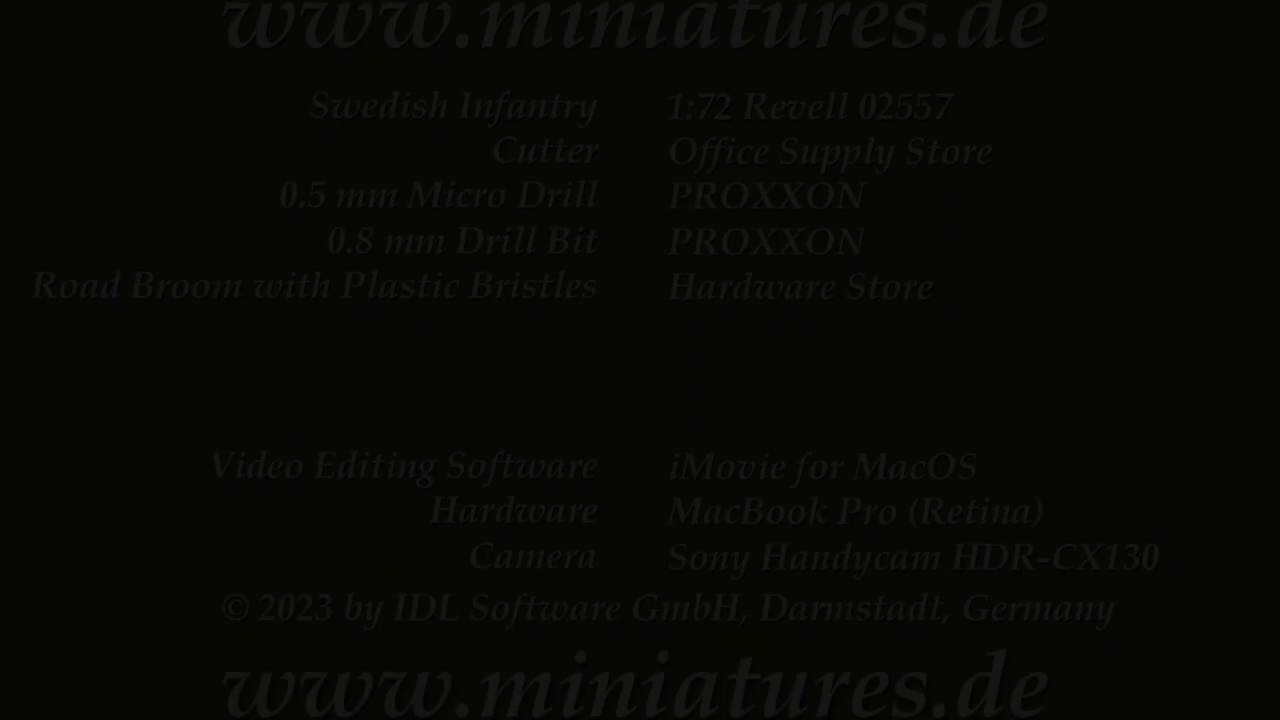 www.miniatures.de
Swedish Infantry 1:72 Revell 02557
Cutter Office Supply Store
0.5 mm Micro Drill PROXXON
0.8 mm Drill Bit PROXXON
Road Broom with Plastic Bristles Hardware Store
Video Editing Software iMovie for MacOS
Hardware MacBook Pro (Retina)
Camera Sony Handycam HDR-CX130
© 2023 by IDL Software GmbH, Darmstadt, Germany
www.miniatures.de